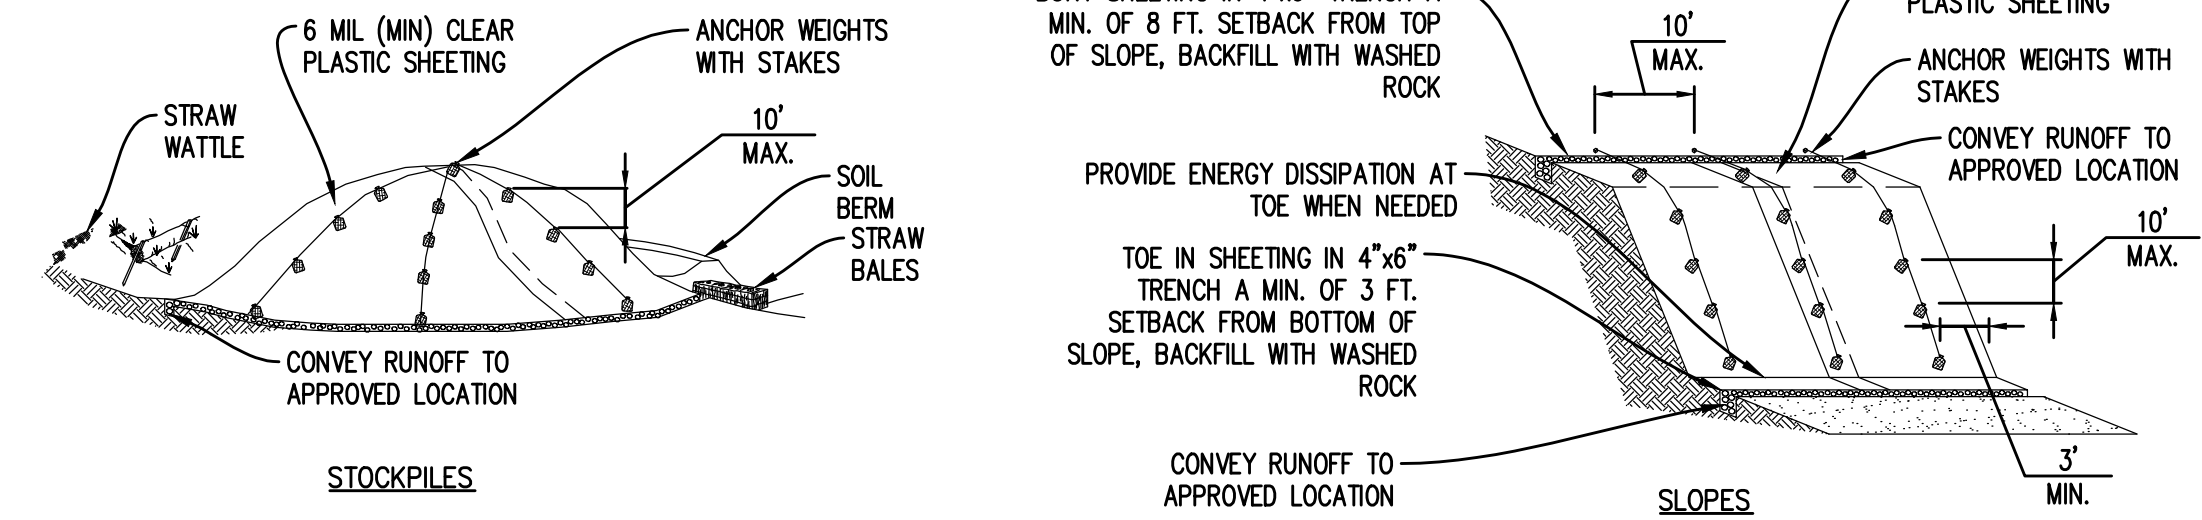 6 MIL (MIN) CLEAR
PLASTIC SHEETING
ANCHOR WEIGHTS
WITH STAKES
STRAW
WATTLE
10'
MAX.
SOIL
BERM
STRAW
BALES
CONVEY RUNOFF TO
APPROVED LOCATION
STOCKPILES
MIN. OF 8 FT. SETBACK FROM TOP
OF SLOPE, BACKFILL WITH WASHED
ROCK
10'
MAX.
PLASTIC SHEETING
ANCHOR WEIGHTS WITH
STAKES
CONVEY RUNOFF TO
APPROVED LOCATION
PROVIDE ENERGY DISSIPATION AT
TOE WHEN NEEDED
10'
MAX.
TOE IN SHEETING IN 4"x6"
TRENCH A MIN. OF 3 FT.
SETBACK FROM BOTTOM OF
SLOPE, BACKFILL WITH WASHED
ROCK
CONVEY RUNOFF TO
APPROVED LOCATION
3'
MIN.
SLOPES